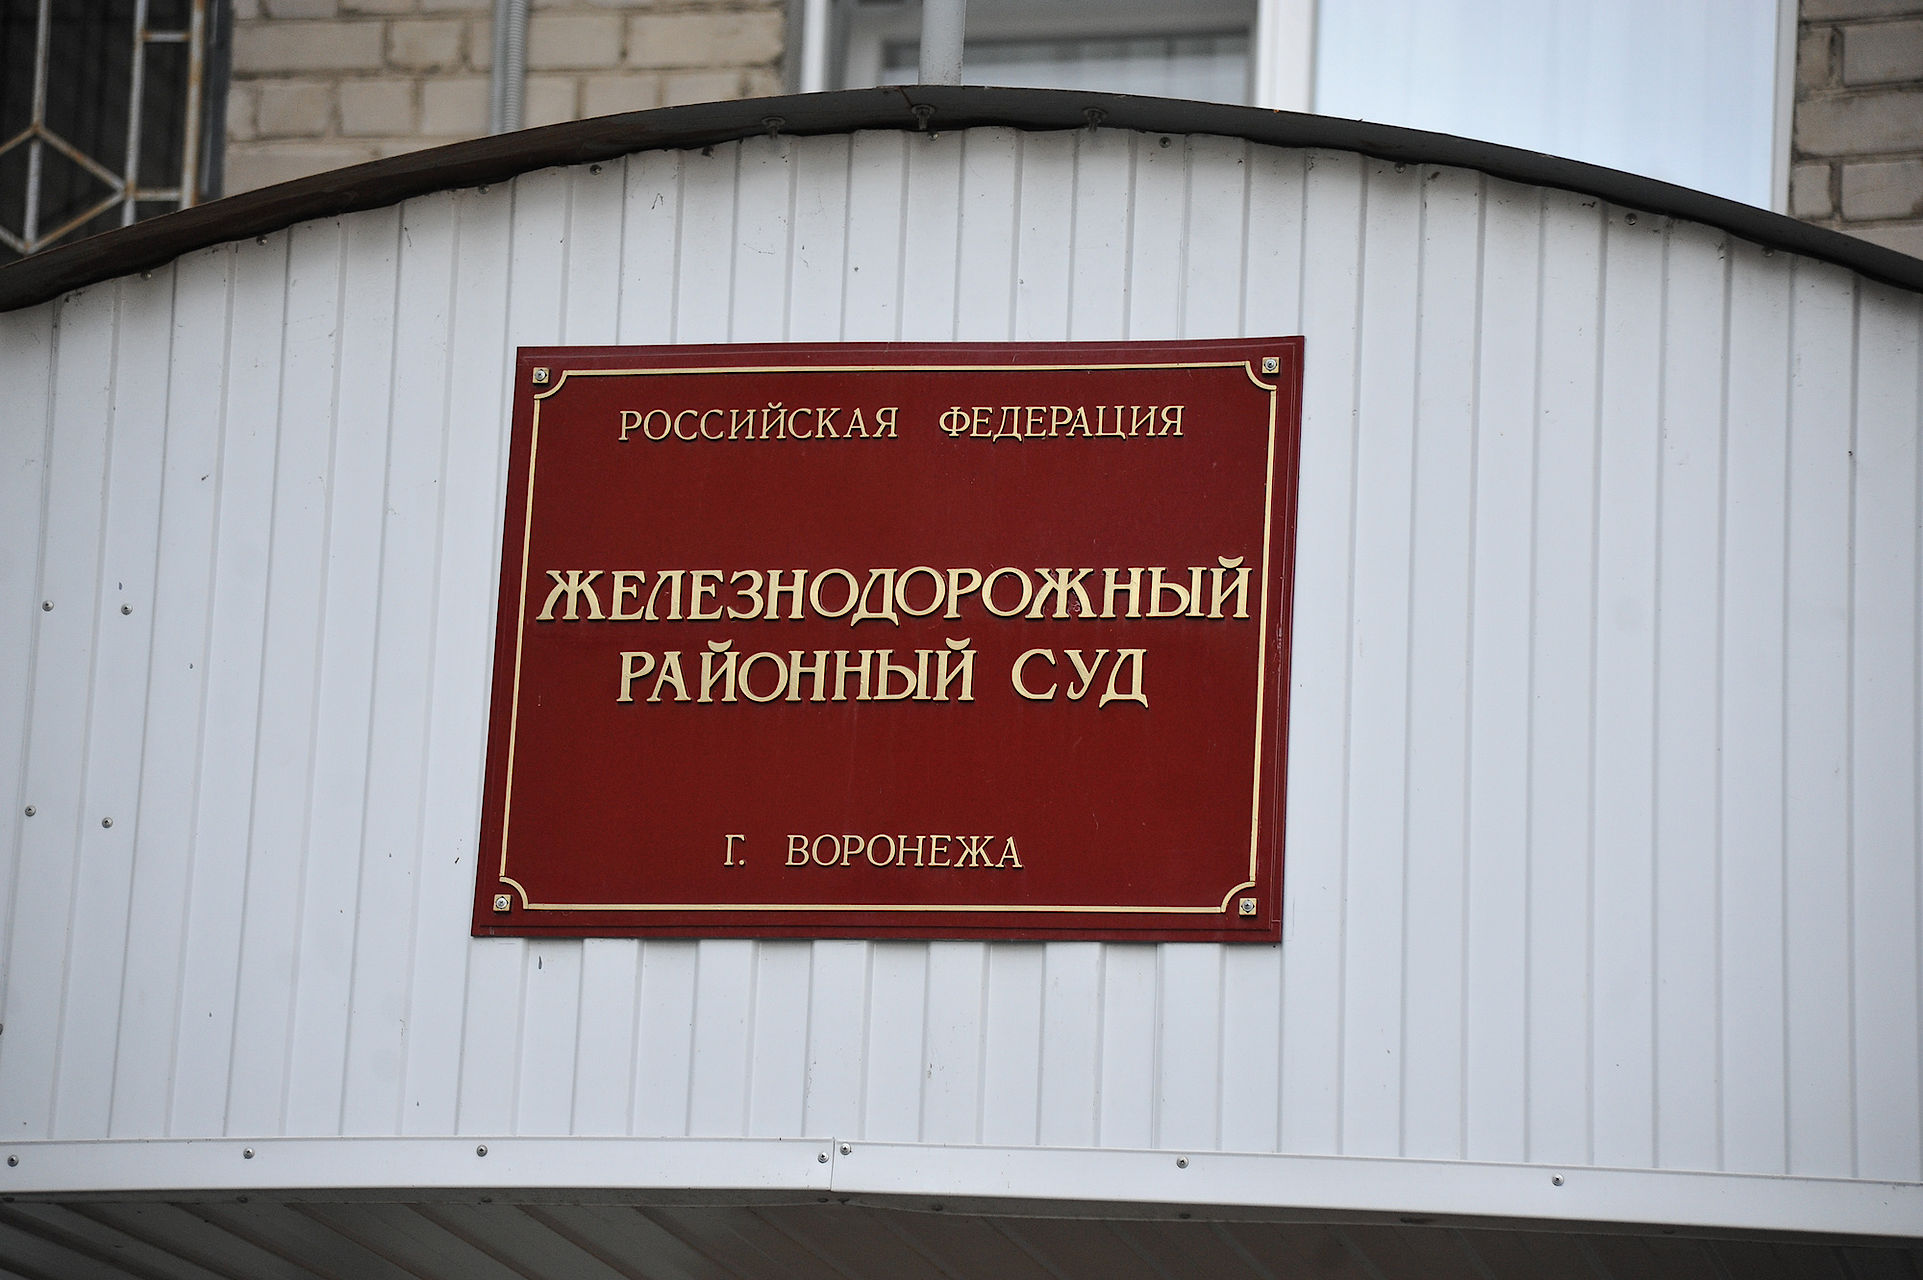 РОССИЙСКАЯ ФЕДЕРАЦИЯ
ЖЕЛЕЗНОДОРОЖНЫЙ
РАЙОННЫЙ СУД
Г. ВОРОНЕЖА